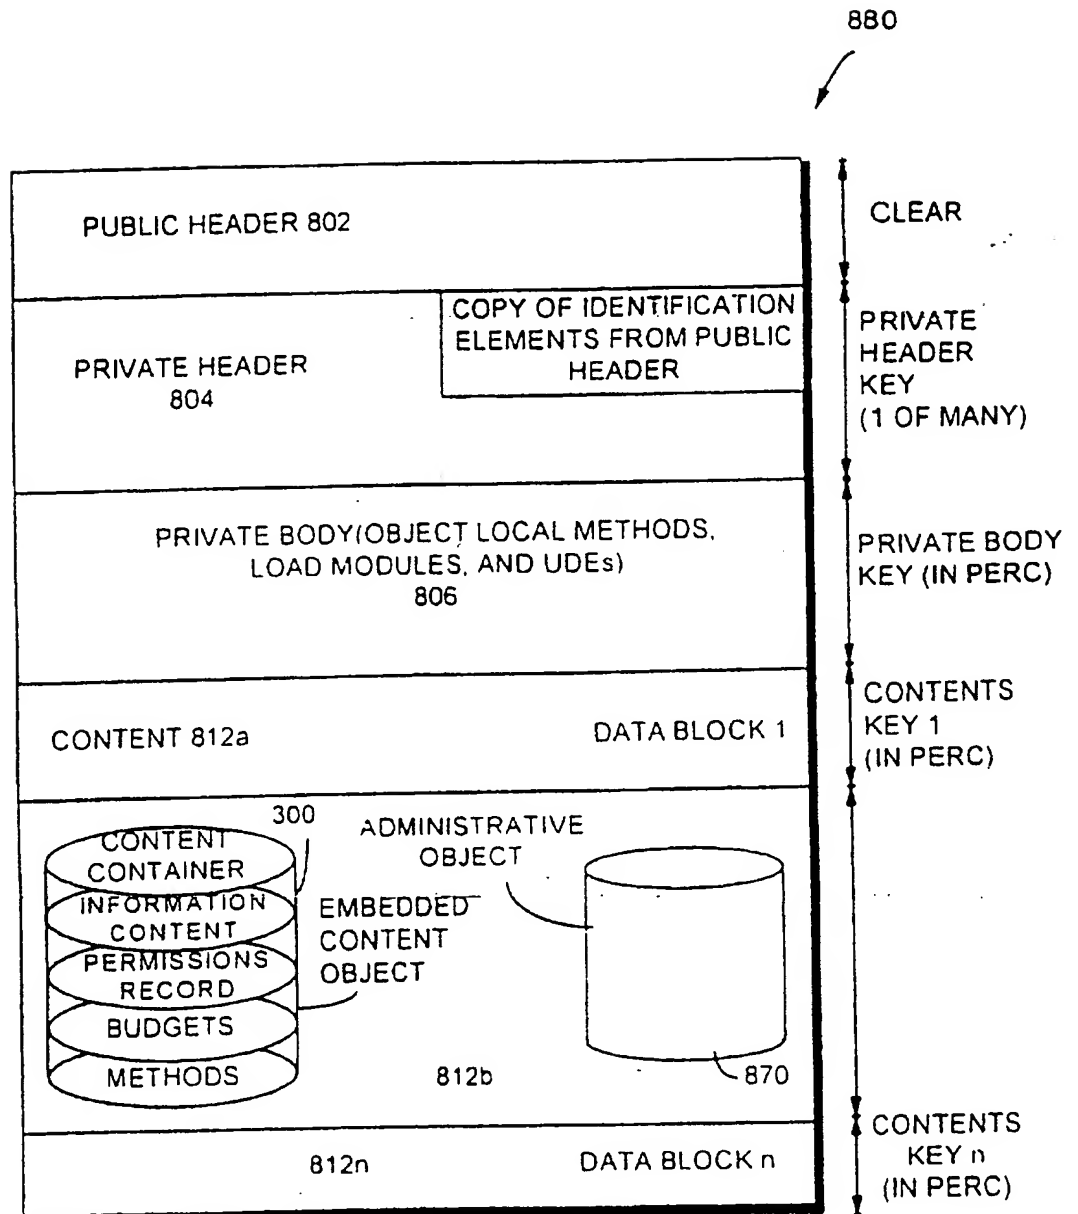 880
PUBLIC HEADER 802
CLEAR
COPY OF IDENTIFICATION
ELEMENTS FROM PUBLIC
HEADER
PRIVATE HEADER
804
PRIVATE
HEADER
KEY
(1 OF MANY)
PRIVATE BODY(OBJECT LOCAL METHODS,
LOAD MODULES, AND UDEs)
806
PRIVATE BODY
KEY (IN PERC)
CONTENT 812a
DATA BLOCK 1
CONTENTS
KEY 1
(IN PERC)
300
CONTENT
CONTAINER
INFORMATION
CONTENT
PERMISSIONS
RECORD
BUDGETS
METHODS
EMBEDDED
CONTENT
OBJECT
ADMINISTRATIVE
OBJECT
812b
870
812n
DATA BLOCK n
CONTENTS
KEY n
(IN PERC)